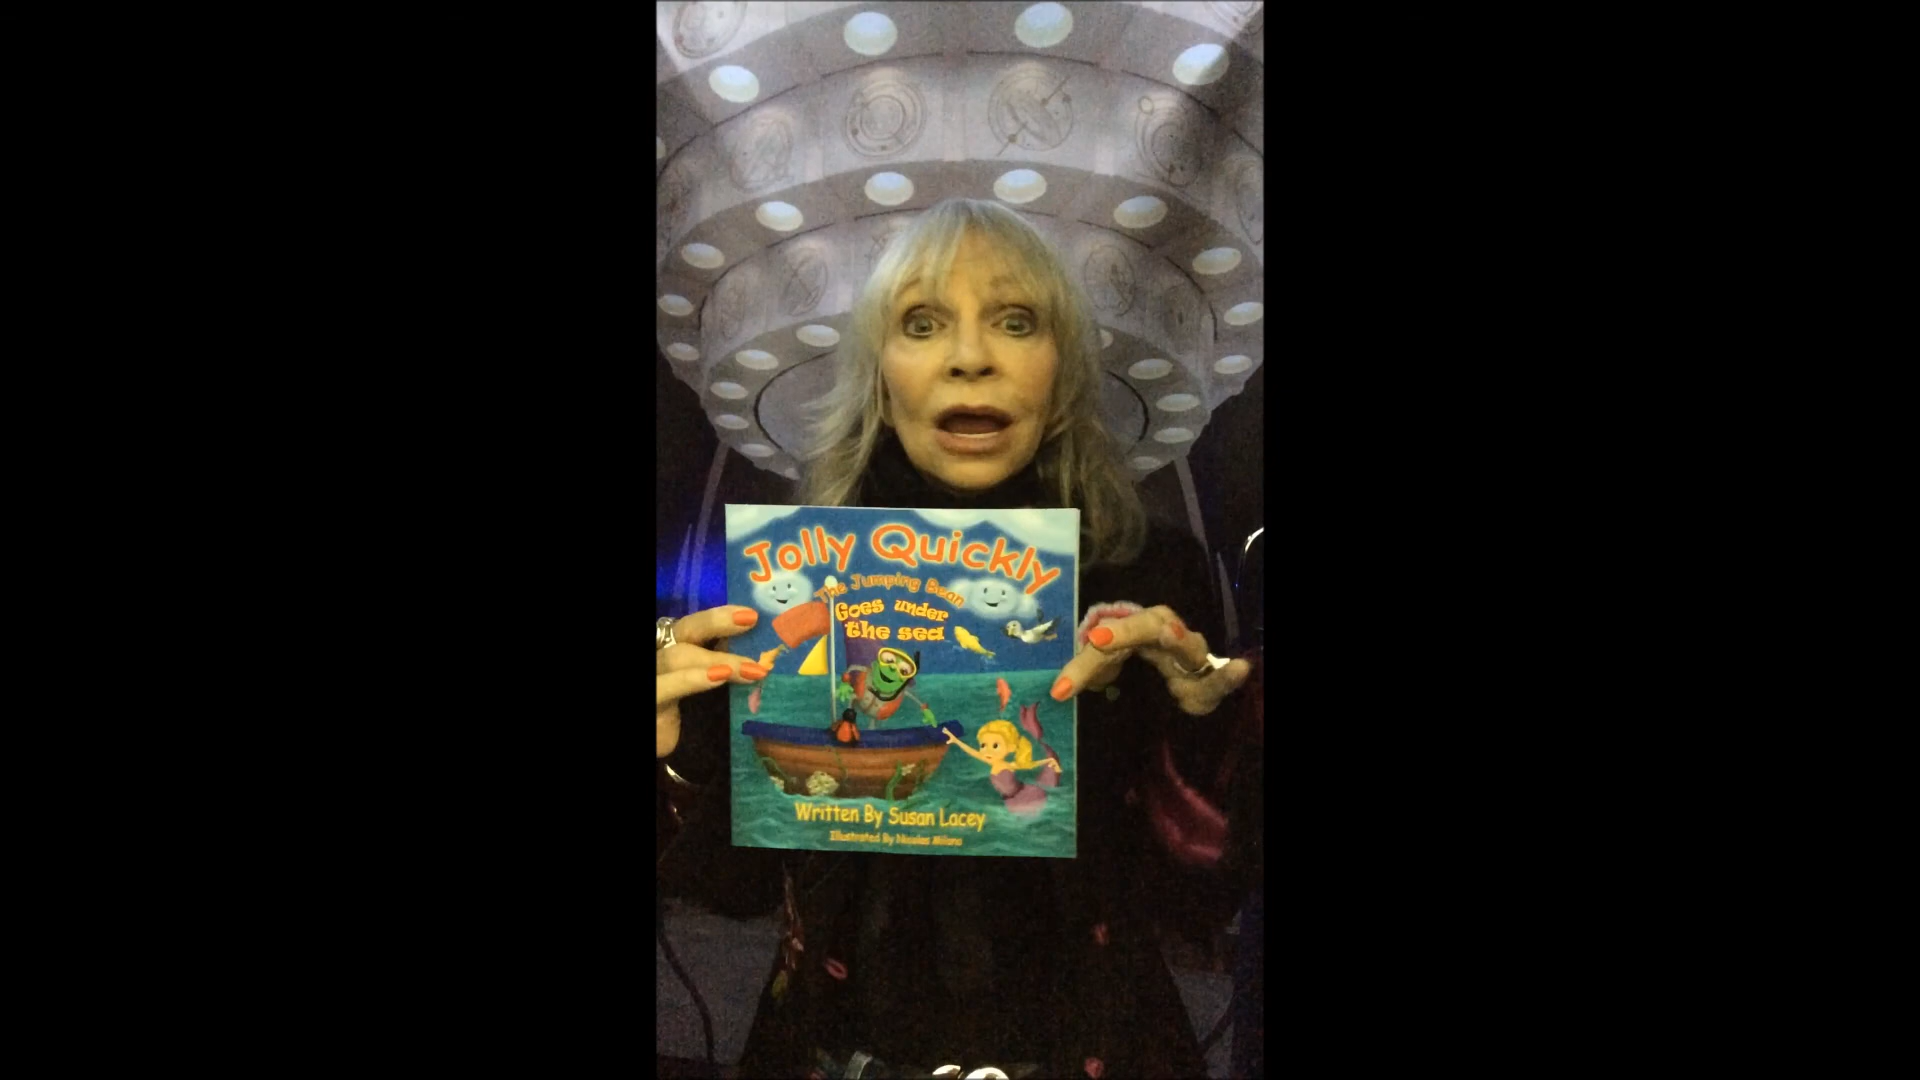 Jolly Quickly
The Jumping Bean
Goes under
the sea
Written By Susan Lacey
Illustrated By Nicolas Milano